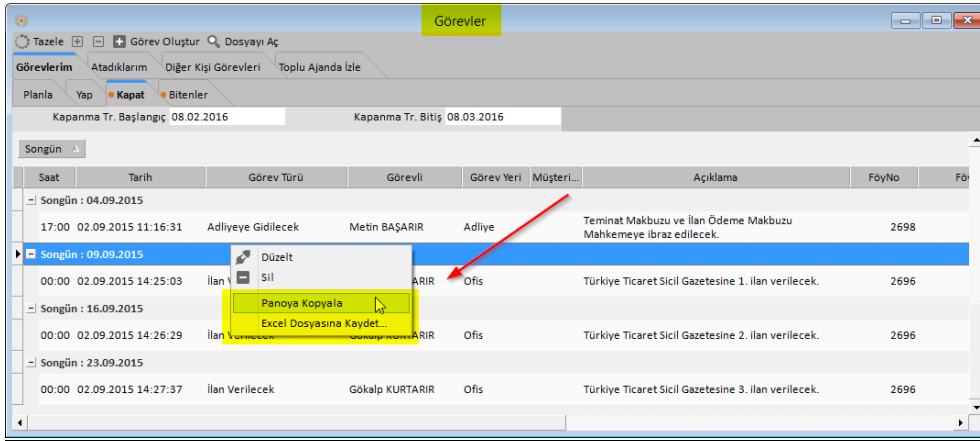 Görevler
Tazele Görev Oluştur Dosyayı Aç
Görevlerim Atadıklarım Diğer Kişi Görevleri Toplu Ajanda İzle
Planla Yap Kapat Bitenler
Kapanma Tr. Başlangıç 08.02.2016 Kapanma Tr. Bitiş 08.03.2016
Songün
Saat Tarih Görev Türü Görevli Görev Yeri Müşteri... Açıklama FöyNo Föy
Songün : 04.09.2015
17:00 02.09.2015 11:16:31 Adliyeye Gidilecek Metin BAŞARIR Adliye Teminat Makbuzu ve İlan Ödeme Makbuzu
Mahkemeye ibraz edilecek. 2698
Songün : 09.09.2015
Düzelt
Sil
Panoya Kopyala
Excel Dosyasına Kaydet...
00:00 02.09.2015 14:25:03 İlan Ofis Türkiye Ticaret Sicil Gazetesine 1. ilan verilecek. 2696
Songün : 16.09.2015
00:00 02.09.2015 14:26:29 İlan Verilecek Gökalp KURTARIR Ofis Türkiye Ticaret Sicil Gazetesine 2. ilan verilecek. 2696
Songün : 23.09.2015
00:00 02.09.2015 14:27:37 İlan Verilecek Gökalp KURTARIR Ofis Türkiye Ticaret Sicil Gazetesine 3. ilan verilecek. 2696